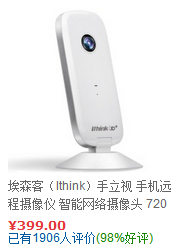 ithink
埃森客（Ithink）手立视 手机远
程摄像仪 智能网络摄像头 720
¥399.00
已有1906人评价(98%好评)